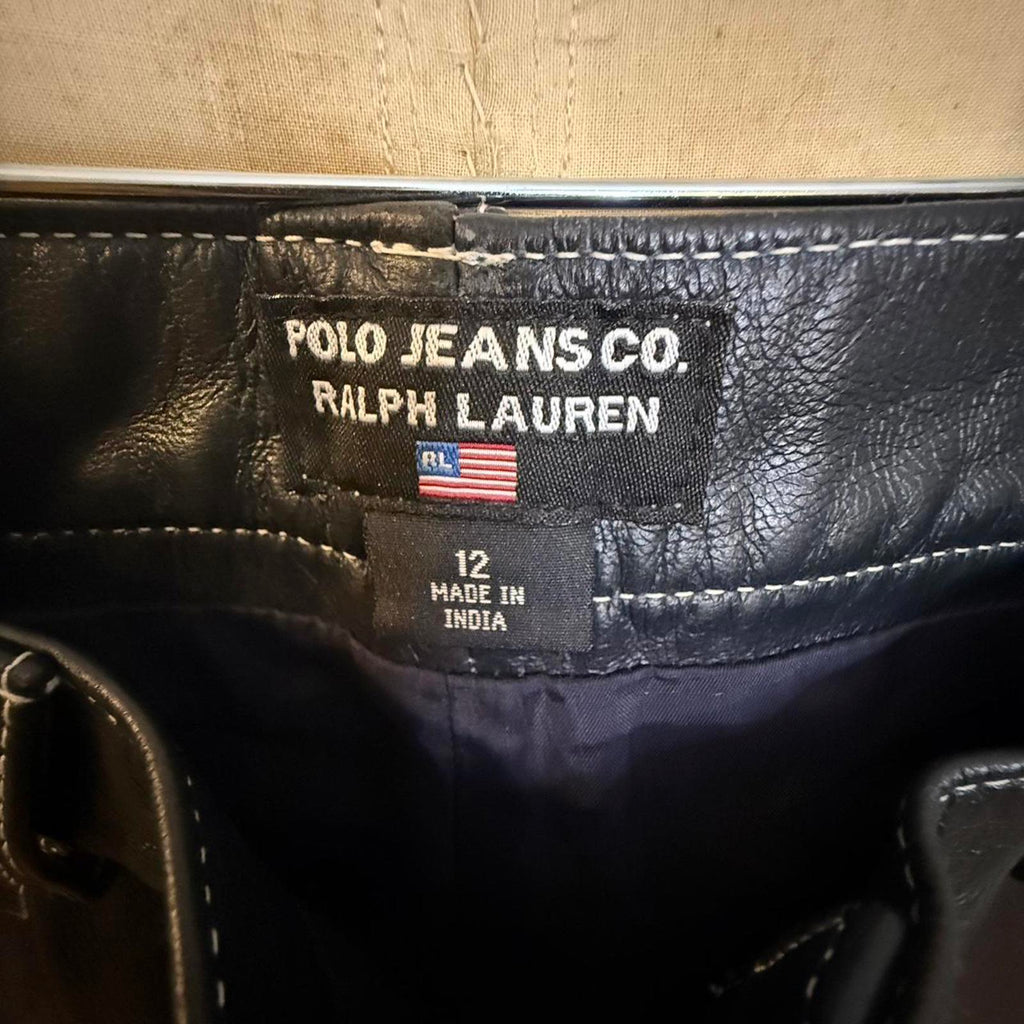 POLO JEANS CO.
RALPH LAUREN
RL
12
MADE IN
INDIA